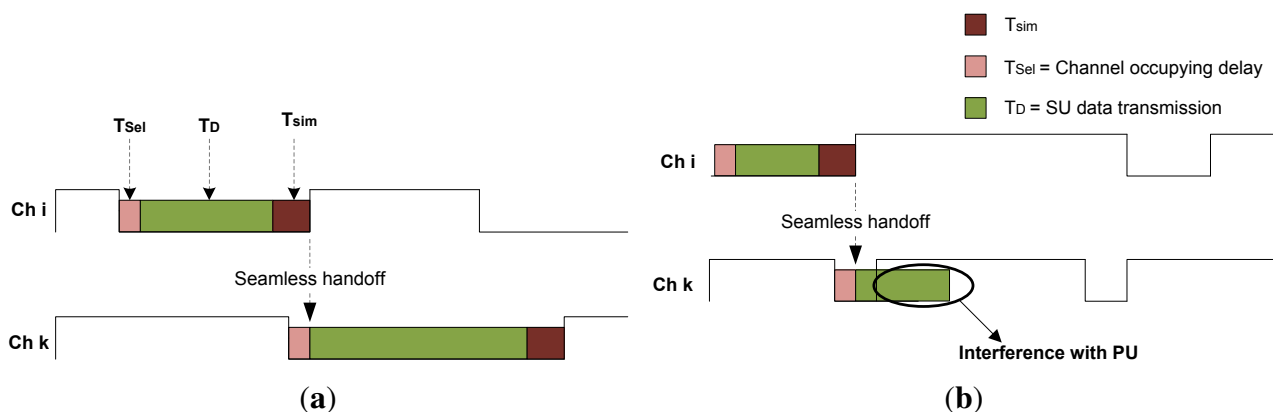 Tsim
TSel = Channel occupying delay
TD = SU data transmission
TSel
TD
Tsim
Ch i
Seamless handoff
Ch k
(a)
Ch i
Seamless handoff
Ch k
Interference with PU
(b)